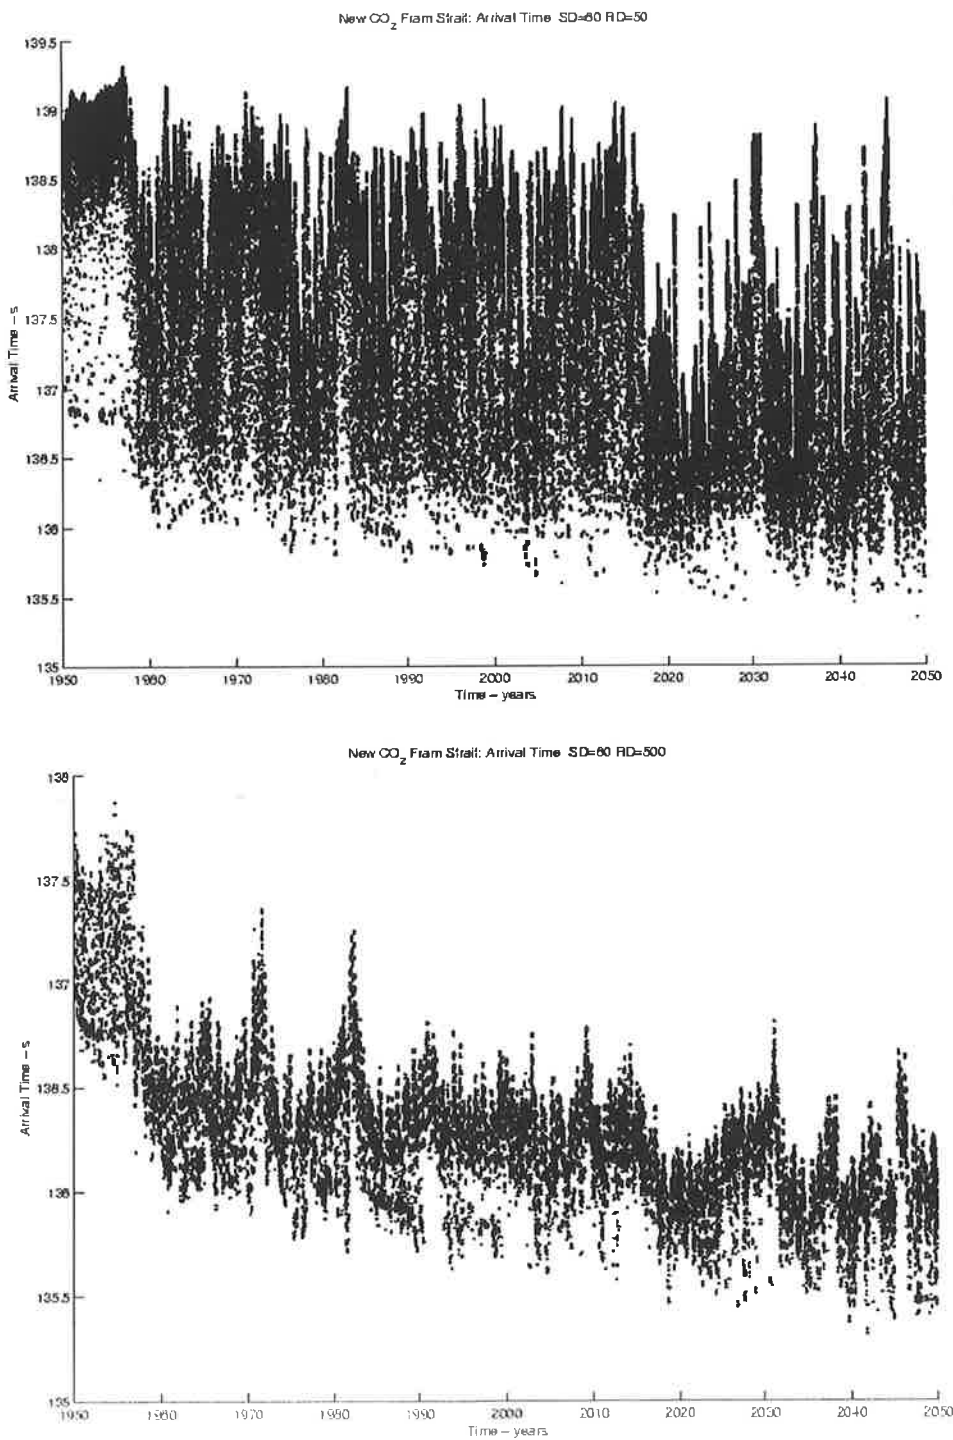 New CO2 Fram Strait: Arrival Time SD=60 RD=50
139.5
139
138.5
138
137.5
137
136.5
136
135.5
135
Arrival Time – s
1950 1960 1970 1980 1990 2000 2010 2020 2030 2040 2050
Time – years
New CO2 Fram Strait: Arrival Time SD=60 RD=500
138
137.5
137
136.5
136
135.5
135
Arrival Time – s
1950 1960 1970 1980 1990 2000 2010 2020 2030 2040 2050
Time – years